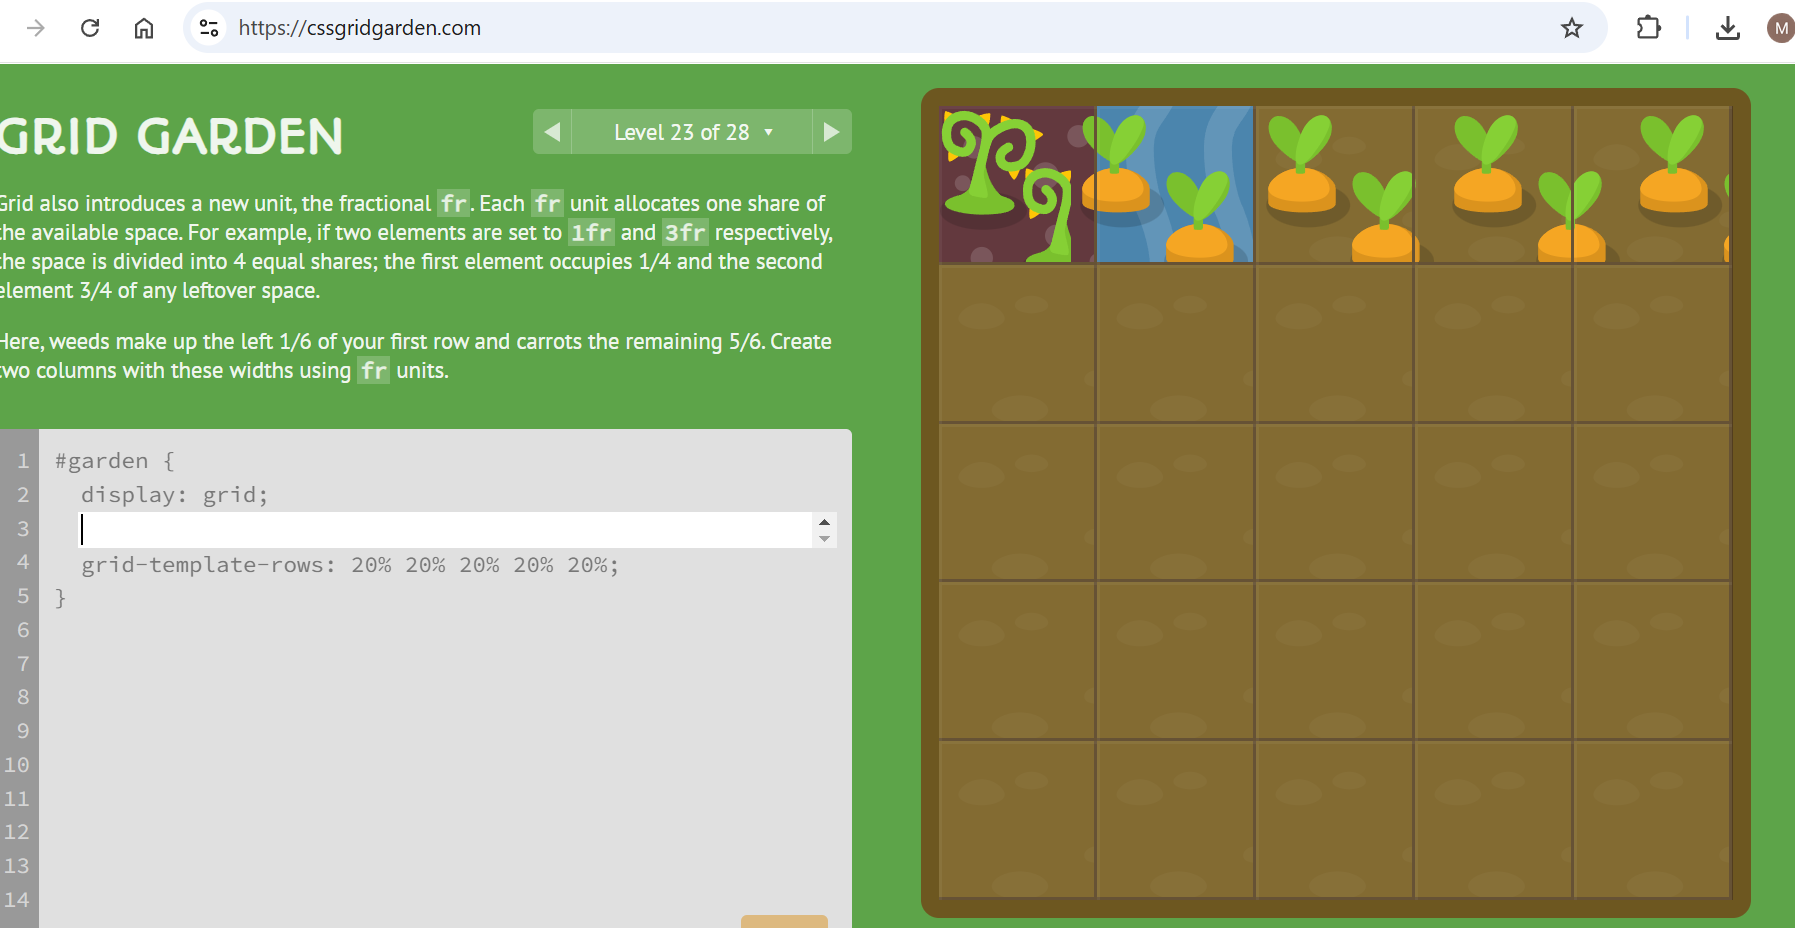 https://cssgridgarden.com
M
GRID GARDEN
Level 23 of 28
Grid also introduces a new unit, the fractional fr. Each fr unit allocates one share of
the available space. For example, if two elements are set to 1fr and 3fr respectively,
the space is divided into 4 equal shares; the first element occupies 1/4 and the second
element 3/4 of any leftover space.
Here, weeds make up the left 1/6 of your first row and carrots the remaining 5/6. Create
two columns with these widths using fr units.
1 #garden {
2 display: grid;
3
4 grid-template-rows: 20% 20% 20% 20% 20%;
5 }
6
7
8
9
10
11
12
13
14